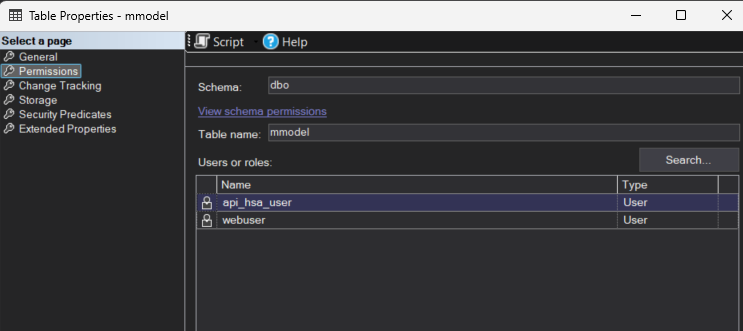 Table Properties - mmodel
Select a page
General
Permissions
Change Tracking
Storage
Security Predicates
Extended Properties
Script
Help
Schema:
dbo
View schema permissions
Table name:
mmodel
Users or roles:
Search...
Name
Type
api_hsa_user
User
webuser
User